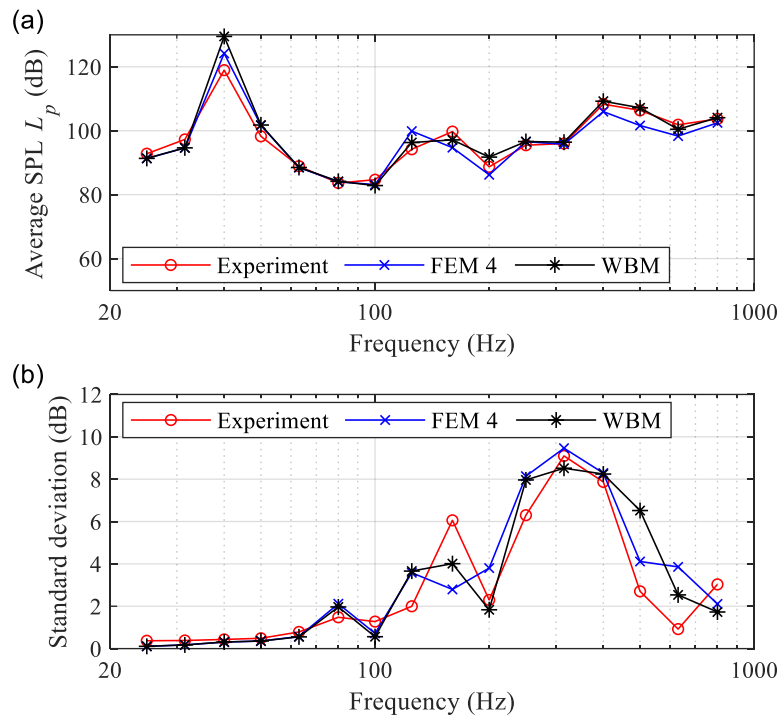 (a)
Average SPL L_p (dB)
120
100
80
60
Experiment FEM 4 WBM
20 100 1000
Frequency (Hz)
(b)
Standard deviation (dB)
12
10
8
6
4
2
0
Experiment FEM 4 WBM
20 100 1000
Frequency (Hz)